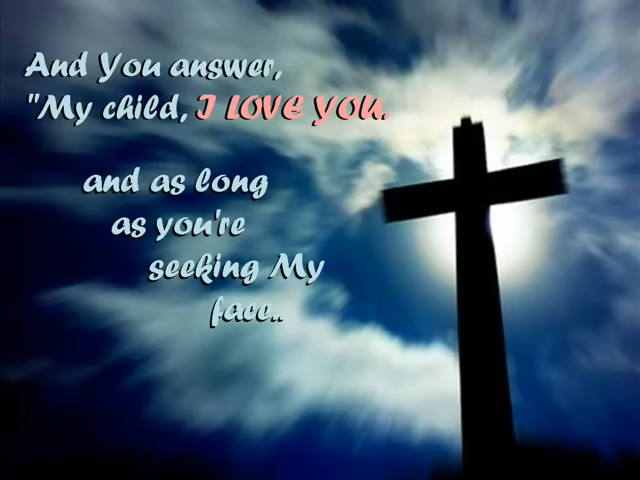 And You answer,
"My child, I LOVE YOU.
and as long
as you're
seeking My
face..